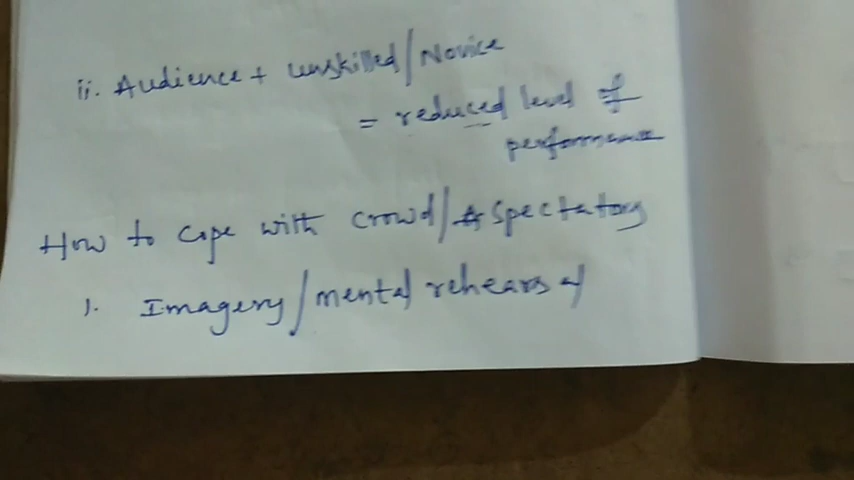 ii. Audience + unskilled/Novice
= reduced level of
performance
How to cope with crowd/Spectators
1. Imagery/mental rehearsal